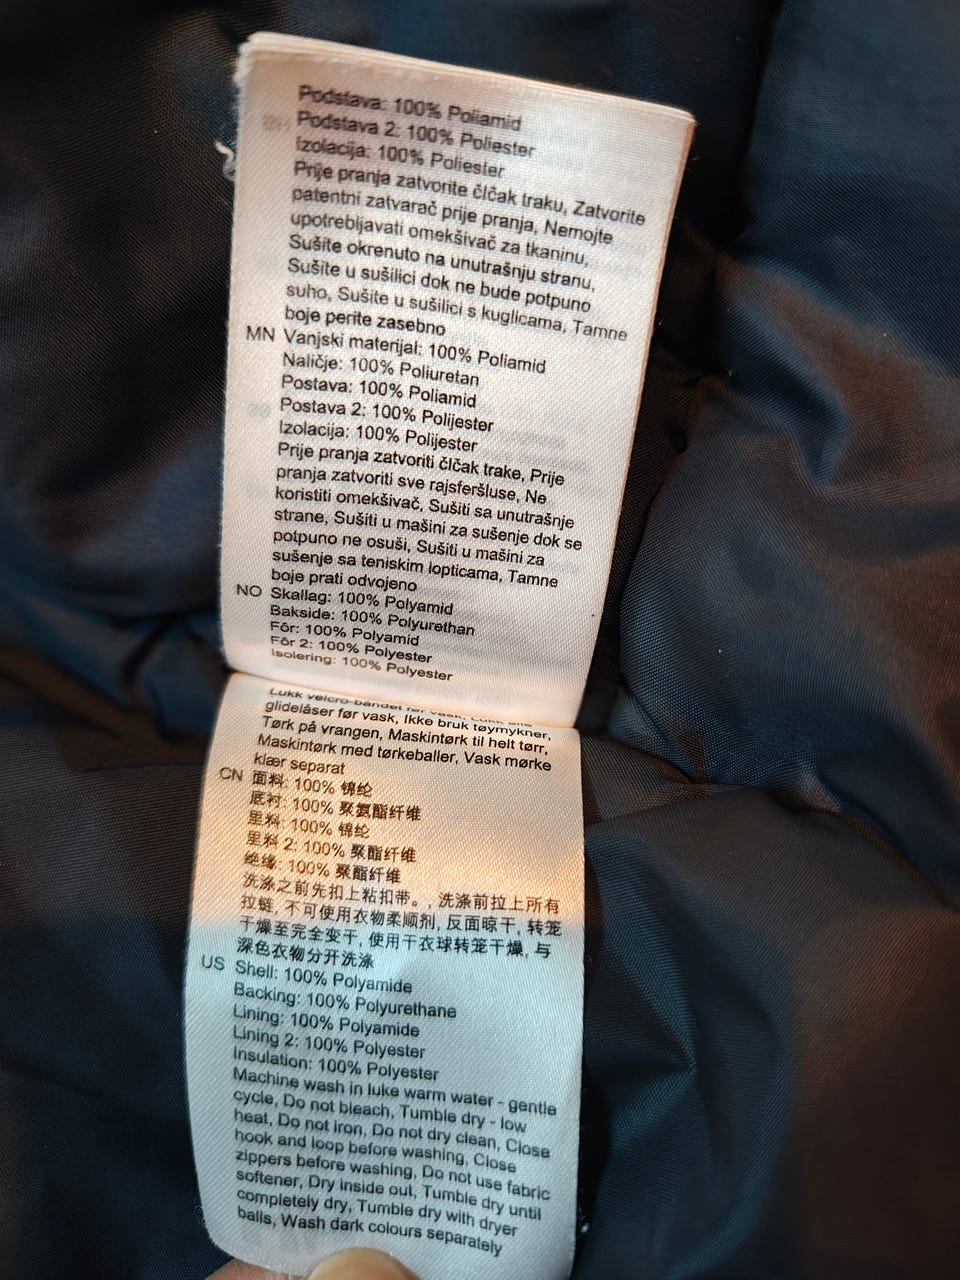 Podstava: 100% Poliamid
Podstava 2: 100% Poliester
Izolacija: 100% Poliester
Prije pranja zatvorite člčak traku, Zatvorite
patentni zatvarač prije pranja, Nemojte
upotrebljavati omekšivač za tkaninu,
Sušite okrenuto na unutrašnju stranu,
Sušite u sušilici dok ne bude potpuno
suho, Sušite u sušilici s kuglicama, Tamne
boje perite zasebno
MN Vanjski materijal: 100% Poliamid
Naličje: 100% Poliuretan
Postava: 100% Poliamid
Postava 2: 100% Polijester
Izolacija: 100% Polijester
Prije pranja zatvoriti člčak trake, Prije
pranja zatvoriti sve rajsferšluse, Ne
koristiti omekšivač, Sušiti sa unutrašnje
strane, Sušiti u mašini za sušenje dok se
potpuno ne osuši, Sušiti u mašini za
sušenje sa teniskim lopticama, Tamne
boje prati odvojeno
NO Skallag: 100% Polyamid
Bakside: 100% Polyurethan
Fôr: 100% Polyamid
Fôr 2: 100% Polyester
Isolering: 100% Polyester
Lukk velcro-båndet før vask, Lukk alle
glidelåser før vask, Ikke bruk tøymykner,
Tørk på vrangen, Maskintørk til helt tørr,
Maskintørk med tørkeballer, Vask mørke
klær separat
CN 面料: 100% 锦纶
底衬: 100% 聚氨酯纤维
里料: 100% 锦纶
里料 2: 100% 聚酯纤维
绝缘: 100% 聚酯纤维
洗涤之前先扣上粘扣带。, 洗涤前拉上所有
拉链, 不可使用衣物柔顺剂, 反面晾干, 转笼
干燥至完全变干, 使用干衣球转笼干燥, 与
深色衣物分开洗涤
US Shell: 100% Polyamide
Backing: 100% Polyurethane
Lining: 100% Polyamide
Lining 2: 100% Polyester
Insulation: 100% Polyester
Machine wash in luke warm water - gentle
cycle, Do not bleach, Tumble dry - low
heat, Do not iron, Do not dry clean, Close
hook and loop before washing, Close
zippers before washing, Do not use fabric
softener, Dry inside out, Tumble dry until
completely dry, Tumble dry with dryer
balls, Wash dark colours separately